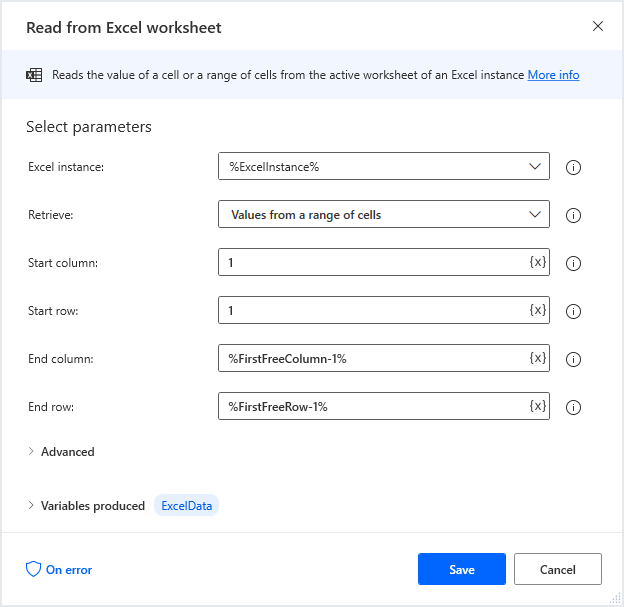 Read from Excel worksheet
Reads the value of a cell or a range of cells from the active worksheet of an Excel instance More info
Select parameters
Excel instance: %ExcelInstance%
Retrieve: Values from a range of cells
Start column: 1 {x}
Start row: 1 {x}
End column: %FirstFreeColumn-1% {x}
End row: %FirstFreeRow-1% {x}
Advanced
Variables produced ExcelData
On error Save Cancel